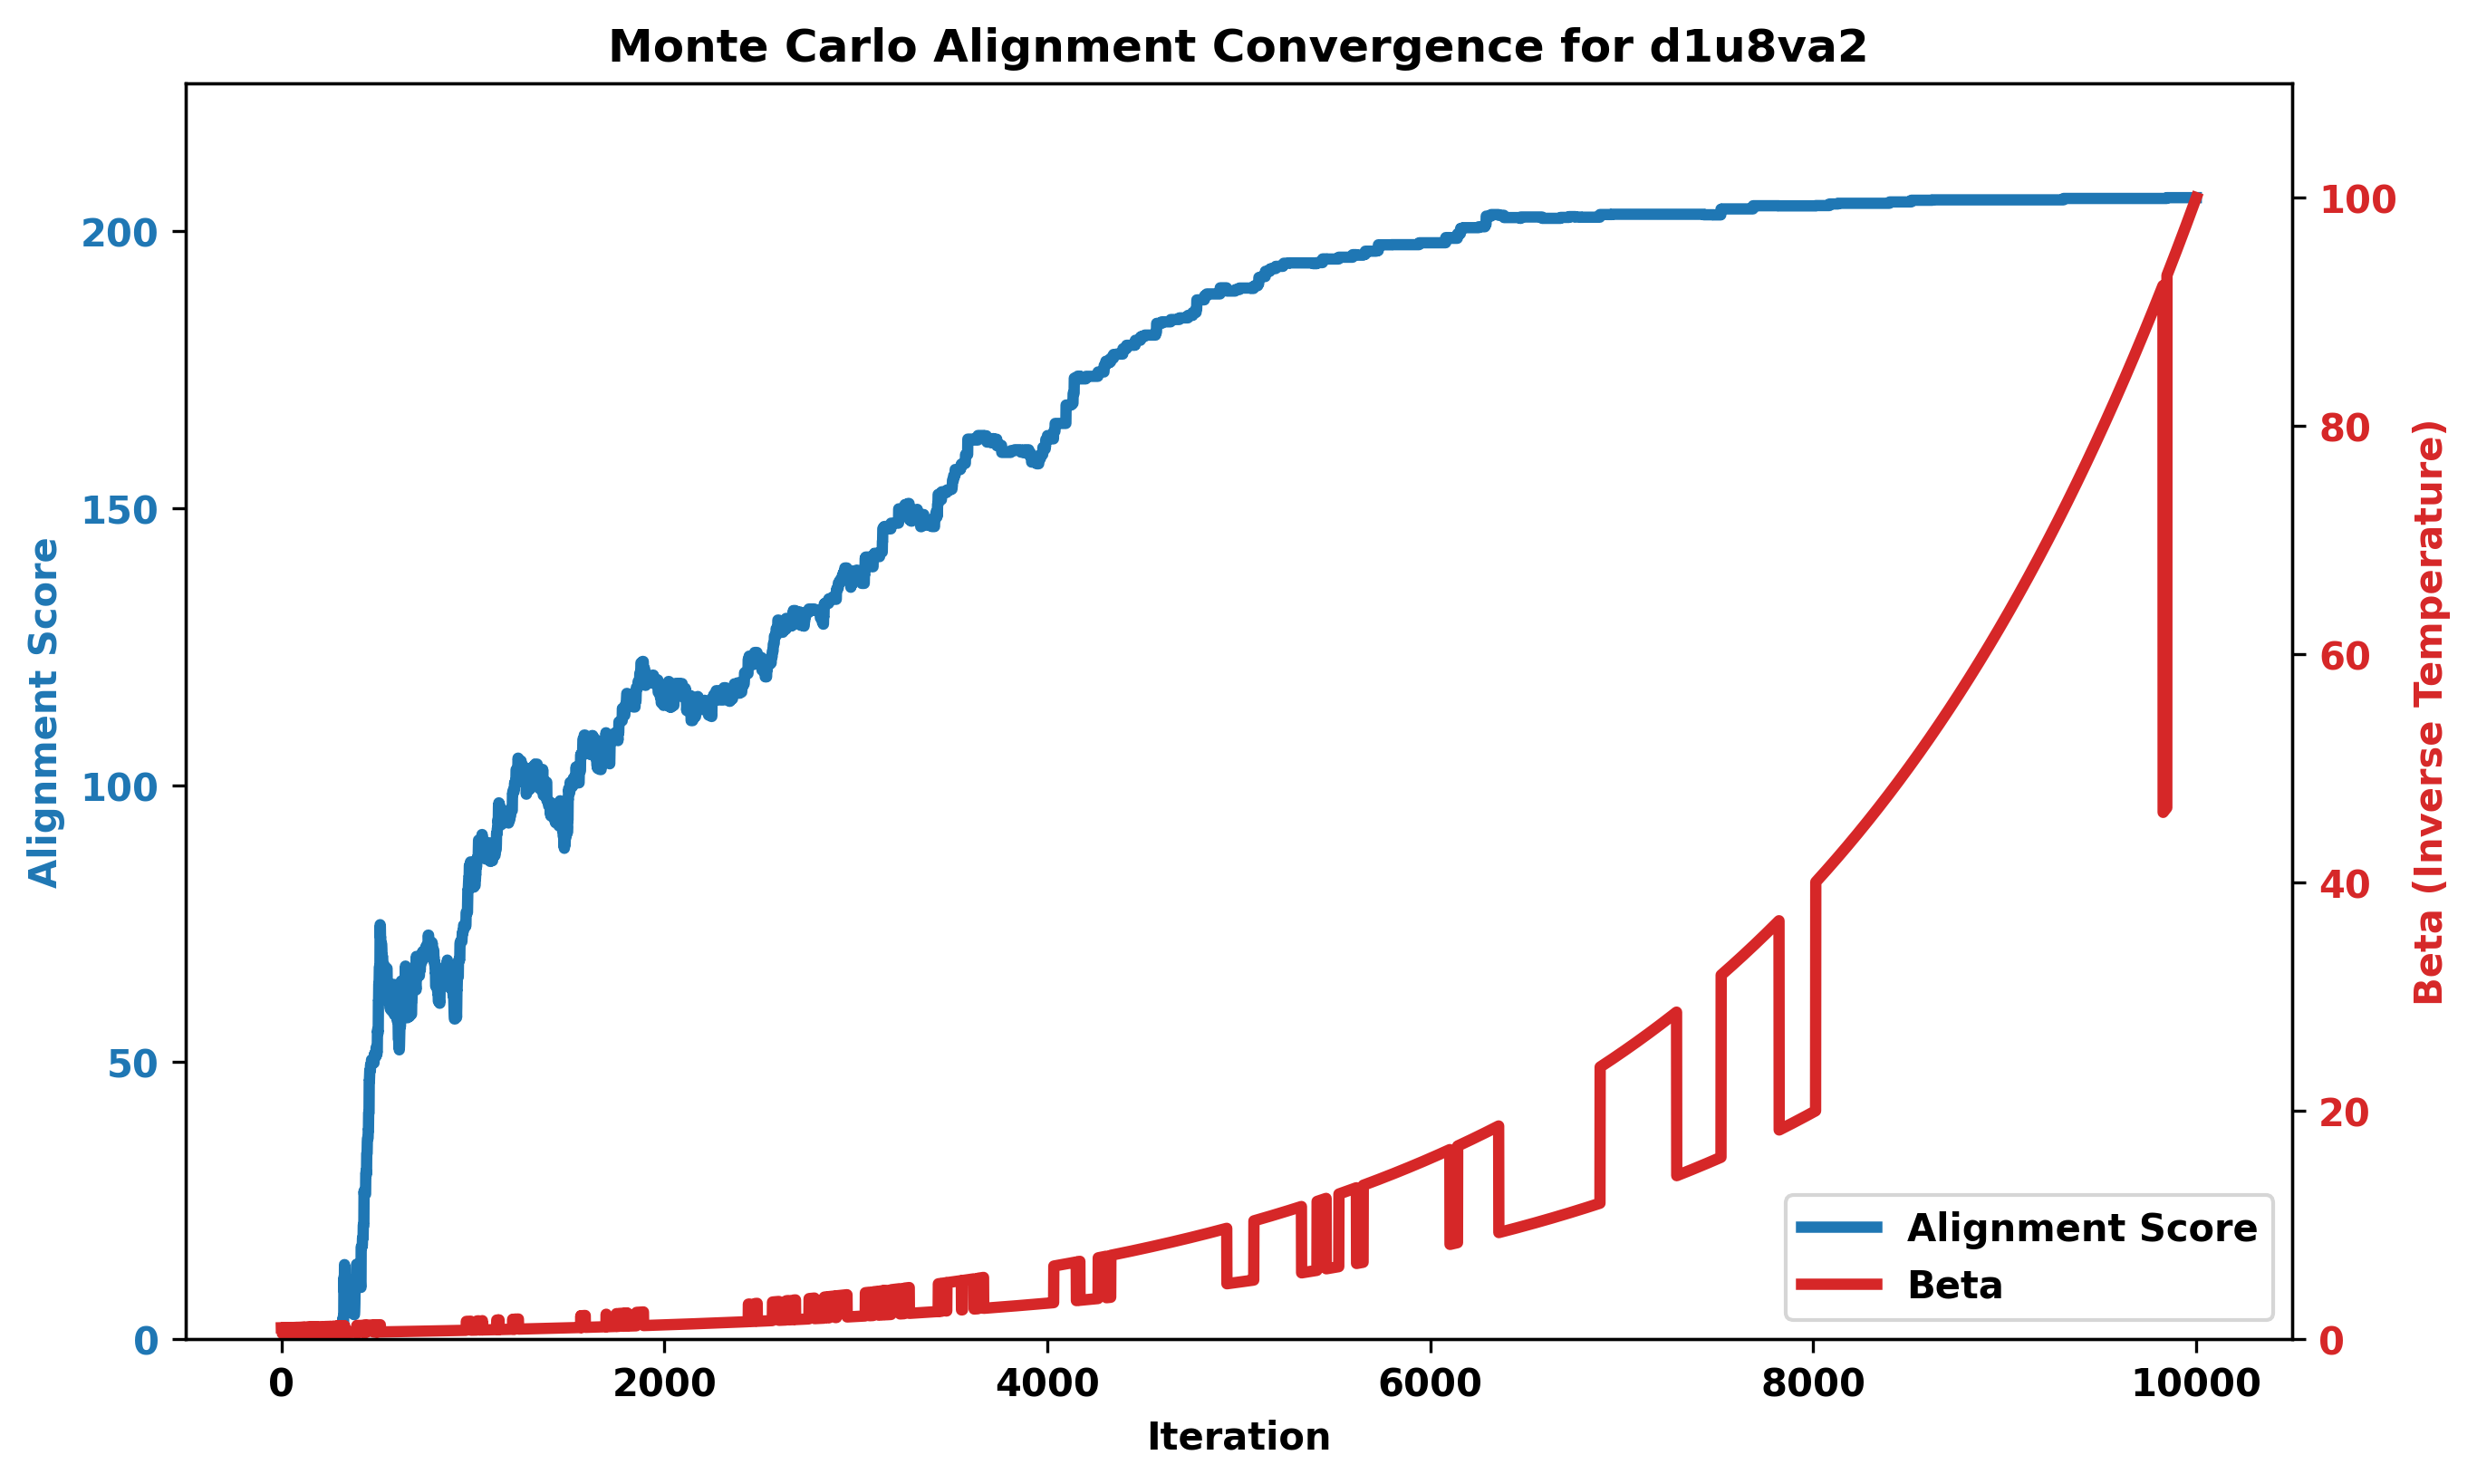 Monte Carlo Alignment Convergence for d1u8va2
Alignment Score
200
150
100
50
0
0
2000
4000
6000
8000
10000
Iteration
100
80
60
40
20
0
Beta (Inverse Temperature)
Alignment Score
Beta